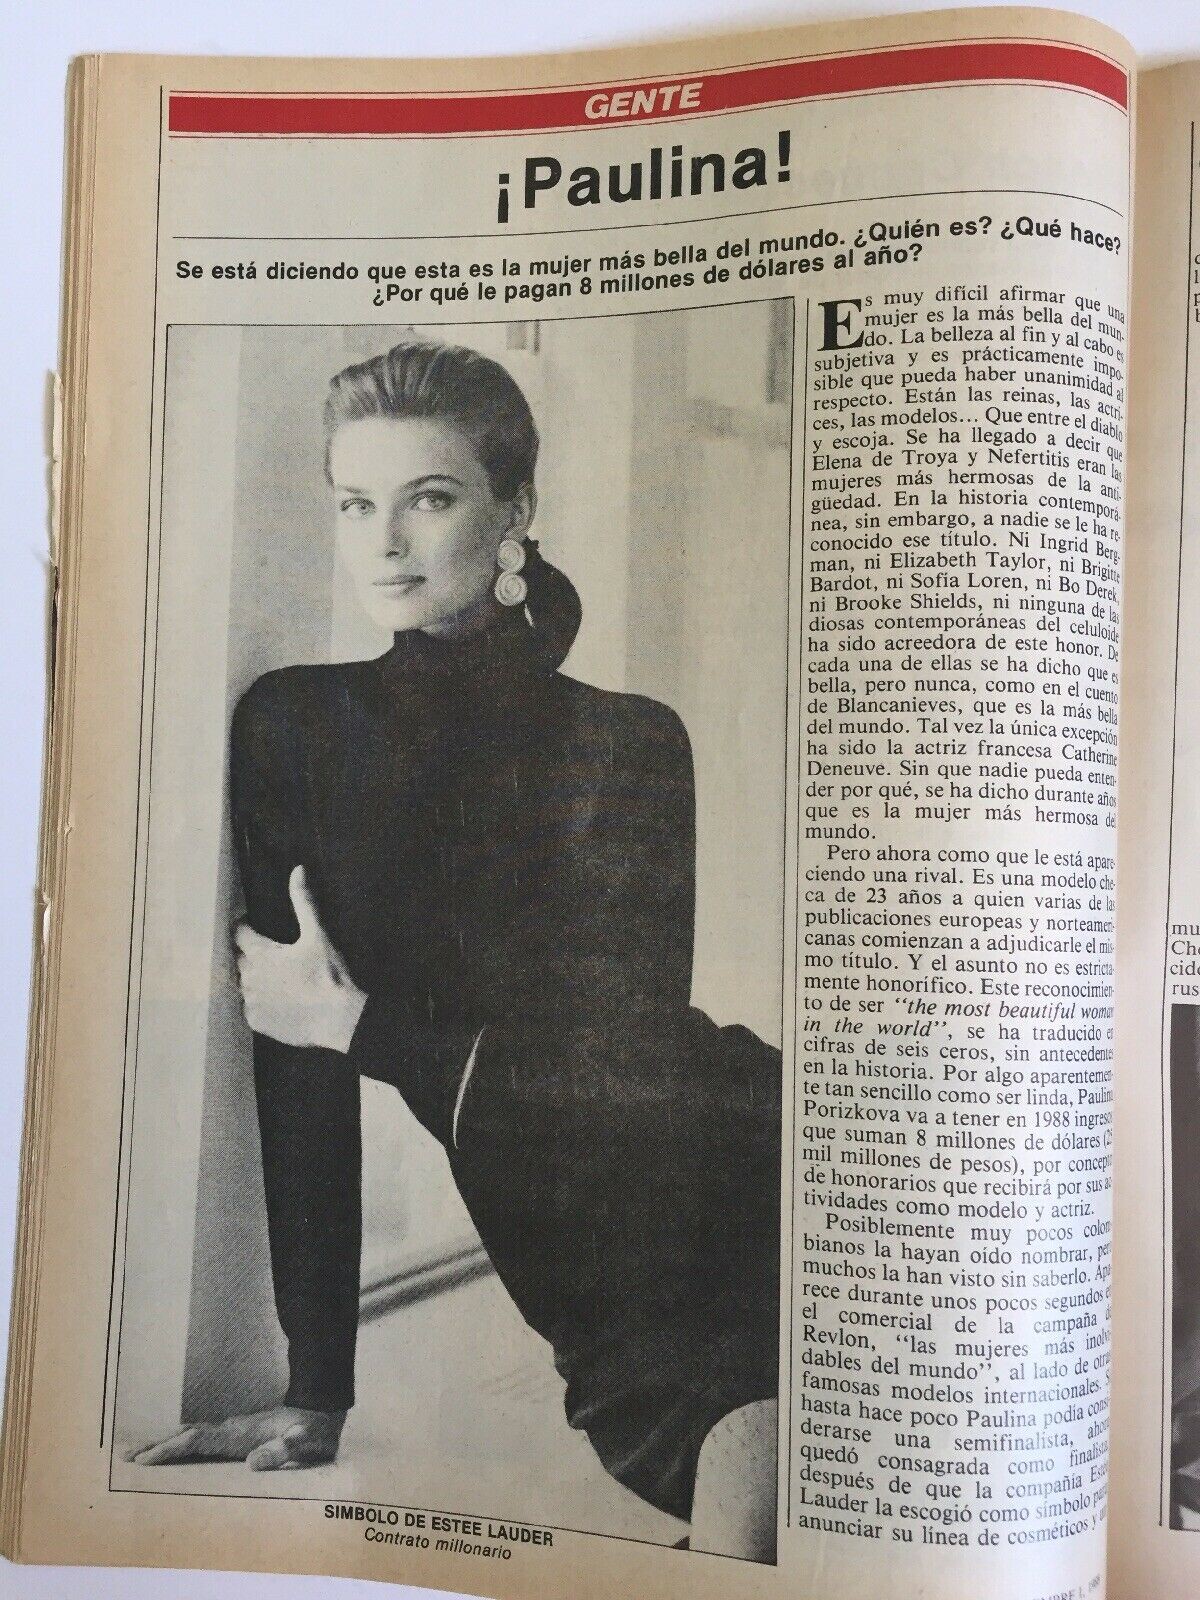 GENTE
¡Paulina!
Se está diciendo que esta es la mujer más bella del mundo. ¿Quién es? ¿Qué hace?
¿Por qué le pagan 8 millones de dólares al año?
Es muy difícil afirmar que una
mujer es la más bella del mun-
do. La belleza al fin y al cabo es
subjetiva y es prácticamente impo-
sible que pueda haber unanimidad al
respecto. Están las reinas, las actri-
ces, las modelos... Que entre el diablo
y escoja. Se ha llegado a decir que
Elena de Troya y Nefertitis eran las
mujeres más hermosas de la anti-
güedad. En la historia contemporá-
nea, sin embargo, a nadie se le ha re-
conocido ese título. Ni Ingrid Berg-
man, ni Elizabeth Taylor, ni Brigitte
Bardot, ni Sofía Loren, ni Bo Derek,
ni Brooke Shields, ni ninguna de las
diosas contemporáneas del celuloide
ha sido acreedora de este honor. De
cada una de ellas se ha dicho que es
bella, pero nunca, como en el cuento
de Blancanieves, que es la más bella
del mundo. Tal vez la única excepción
ha sido la actriz francesa Catherine
Deneuve. Sin que nadie pueda enten-
der por qué, se ha dicho durante años
que es la mujer más hermosa del
mundo.
Pero ahora como que le está apare-
ciendo una rival. Es una modelo che-
ca de 23 años a quien varias de las
publicaciones europeas y norteameri-
canas comienzan a adjudicarle el mis-
mo título. Y el asunto no es estricta-
mente honorífico. Este reconocimien-
to de ser "the most beautiful woman
in the world", se ha traducido en
cifras de seis ceros, sin antecedentes
en la historia. Por algo aparentemen-
te tan sencillo como ser linda, Paulina
Porizkova va a tener en 1988 ingresos
que suman 8 millones de dólares
mil millones de pesos), por concepto
de honorarios que recibirá por sus ac-
tividades como modelo y actriz.
Posiblemente muy pocos colom-
bianos la hayan oído nombrar, pero
muchos la han visto sin saberlo. Apa-
rece durante unos pocos segundos en
el comercial de la campaña de
Revlon, "las mujeres más inolvi-
dables del mundo", al lado de otras
famosas modelos internacionales. Si
hasta hace poco Paulina podía consi-
derarse una semifinalista, ahora
quedó consagrada como finalista,
después de que la compañía Estée
Lauder la escogió como símbolo para
anunciar su línea de cosméticos y
SIMBOLO DE ESTEE LAUDER
Contrato millonario
mu
Che
cido
rus